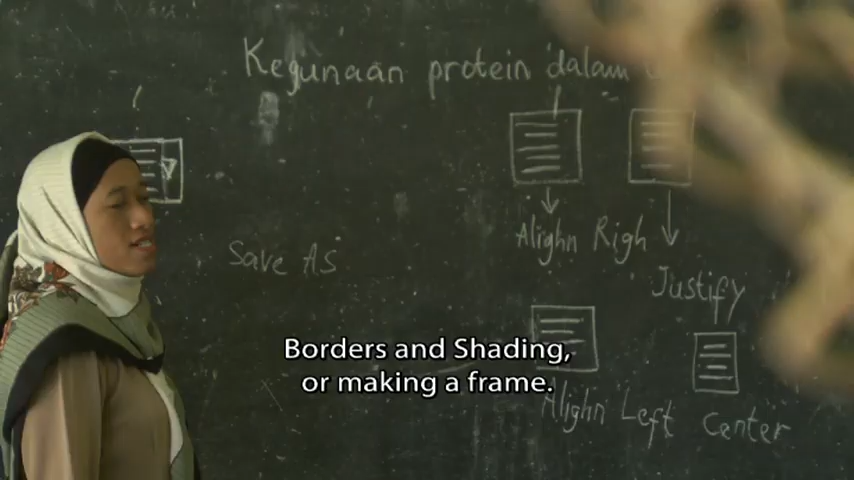 Kegunaan protein dalam
Save As
Alighn Righ
Justify
Borders and Shading,
or making a frame.
Alighn Left
Center